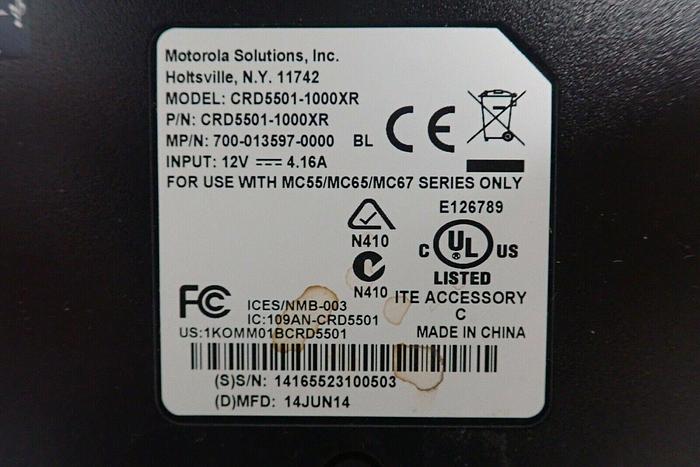 Motorola Solutions, Inc.
Holtsville, N.Y. 11742
MODEL: CRD5501-1000XR
P/N: CRD5501-1000XR
MP/N: 700-013597-0000 BL
CE
INPUT: 12V ⎓ 4.16A
FOR USE WITH MC55/MC65/MC67 SERIES ONLY
E126789
N410
C UL® US
LISTED
N410
ITE ACCESSORY
C
MADE IN CHINA
FC
ICES/NMB-003
IC:109AN-CRD5501
US:1KOMM01BCRD5501
(S)S/N: 14165523100503
(D)MFD: 14JUN14